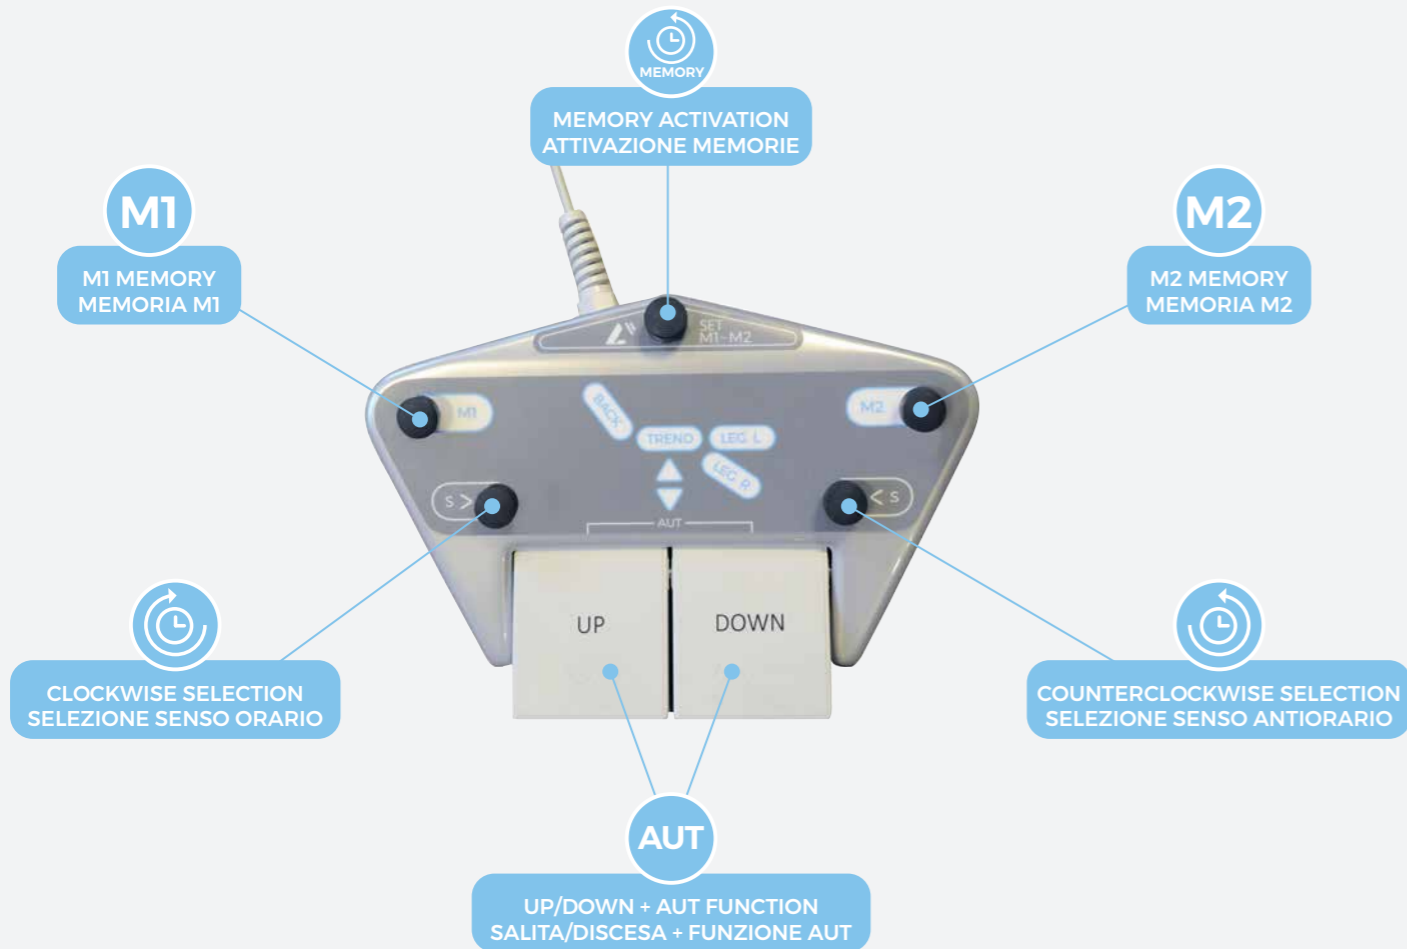 MEMORY
MEMORY ACTIVATION
ATTIVAZIONE MEMORIE
M1
M1 MEMORY
MEMORIA M1
M2
M2 MEMORY
MEMORIA M2
SET
M1-M2
M1
M2
BACK
TRENO
LEG L
LEG R
S >
< S
AUT
UP
DOWN
CLOCKWISE SELECTION
SELEZIONE SENSO ORARIO
COUNTERCLOCKWISE SELECTION
SELEZIONE SENSO ANTIORARIO
AUT
UP/DOWN + AUT FUNCTION
SALITA/DISCESA + FUNZIONE AUT